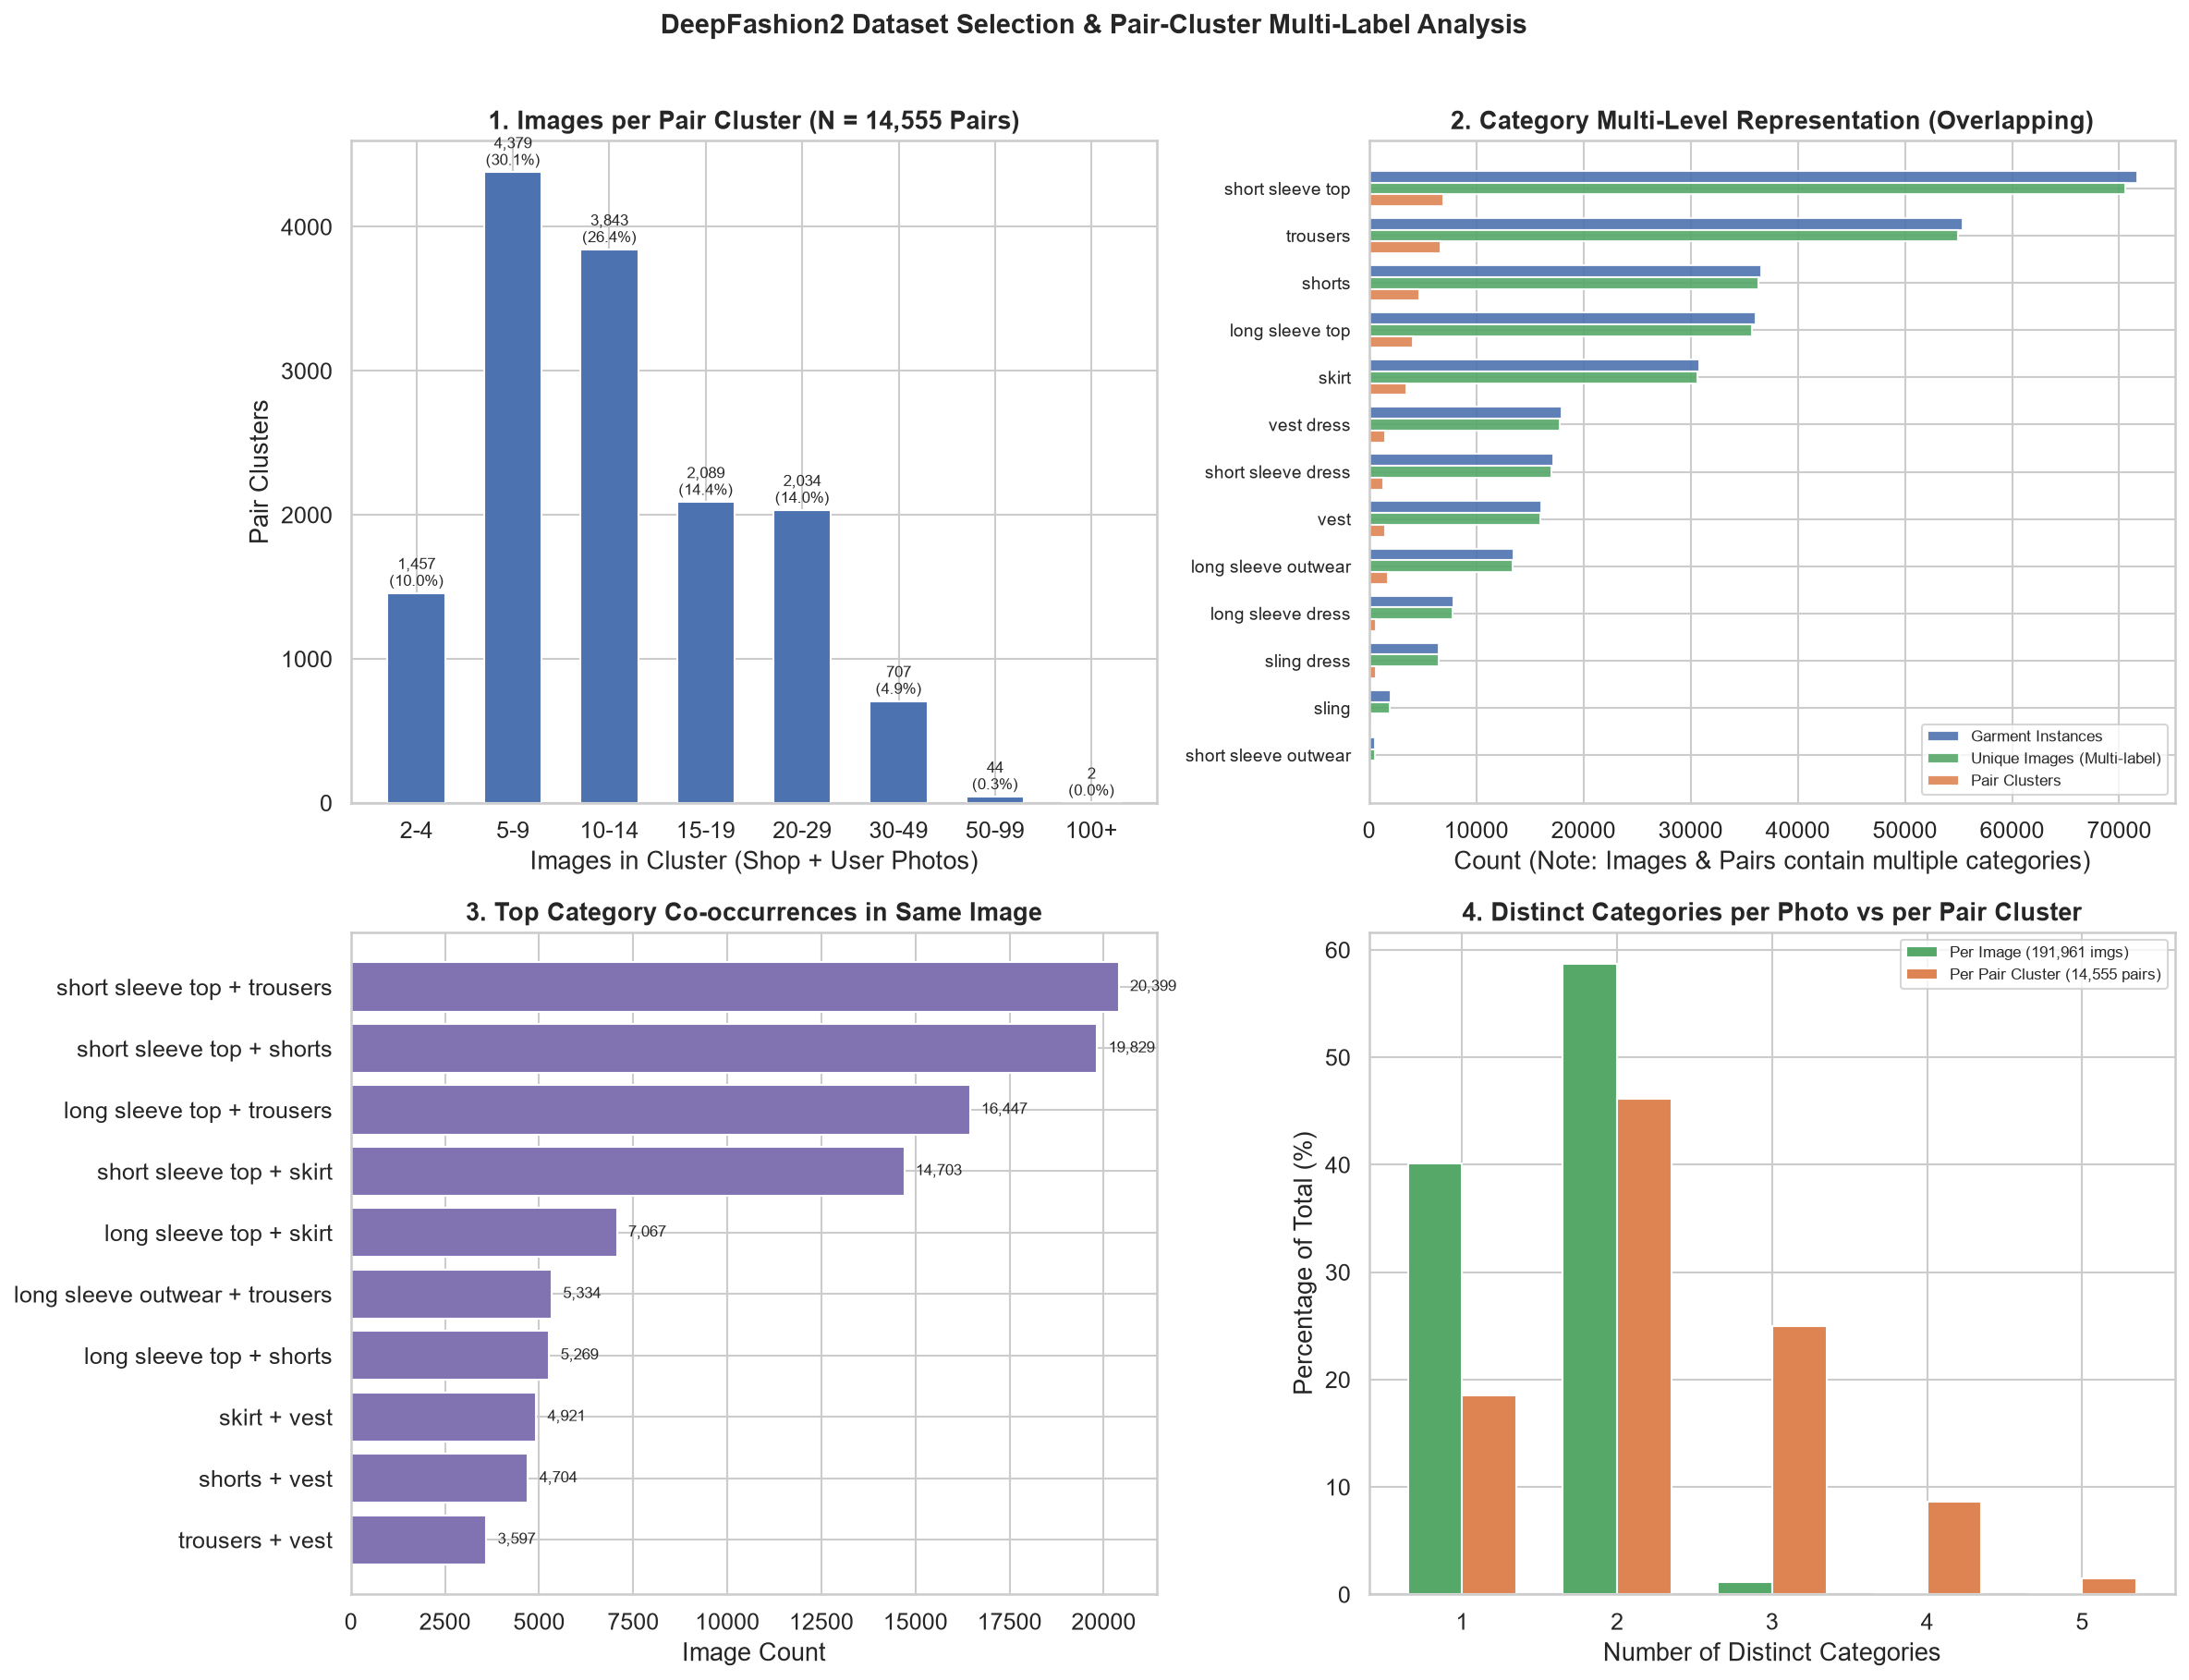 DeepFashion2 Dataset Selection & Pair-Cluster Multi-Label Analysis
1. Images per Pair Cluster (N = 14,555 Pairs)
Pair Clusters
4000
3000
2000
1000
0
1,457
(10.0%)
4,379
(30.1%)
3,843
(26.4%)
2,089
(14.4%)
2,034
(14.0%)
707
(4.9%)
44
(0.3%)
2
(0.0%)
2-4
5-9
10-14
15-19
20-29
30-49
50-99
100+
Images in Cluster (Shop + User Photos)
2. Category Multi-Level Representation (Overlapping)
short sleeve top
trousers
shorts
long sleeve top
skirt
vest dress
short sleeve dress
vest
long sleeve outwear
long sleeve dress
sling dress
sling
short sleeve outwear
Garment Instances
Unique Images (Multi-label)
Pair Clusters
0
10000
20000
30000
40000
50000
60000
70000
Count (Note: Images & Pairs contain multiple categories)
3. Top Category Co-occurrences in Same Image
short sleeve top + trousers
20,399
short sleeve top + shorts
19,829
long sleeve top + trousers
16,447
short sleeve top + skirt
14,703
long sleeve top + skirt
7,067
long sleeve outwear + trousers
5,334
long sleeve top + shorts
5,269
skirt + vest
4,921
shorts + vest
4,704
trousers + vest
3,597
0
2500
5000
7500
10000
12500
15000
17500
20000
Image Count
4. Distinct Categories per Photo vs per Pair Cluster
Per Image (191,961 imgs)
Per Pair Cluster (14,555 pairs)
Percentage of Total (%)
60
50
40
30
20
10
0
1
2
3
4
5
Number of Distinct Categories